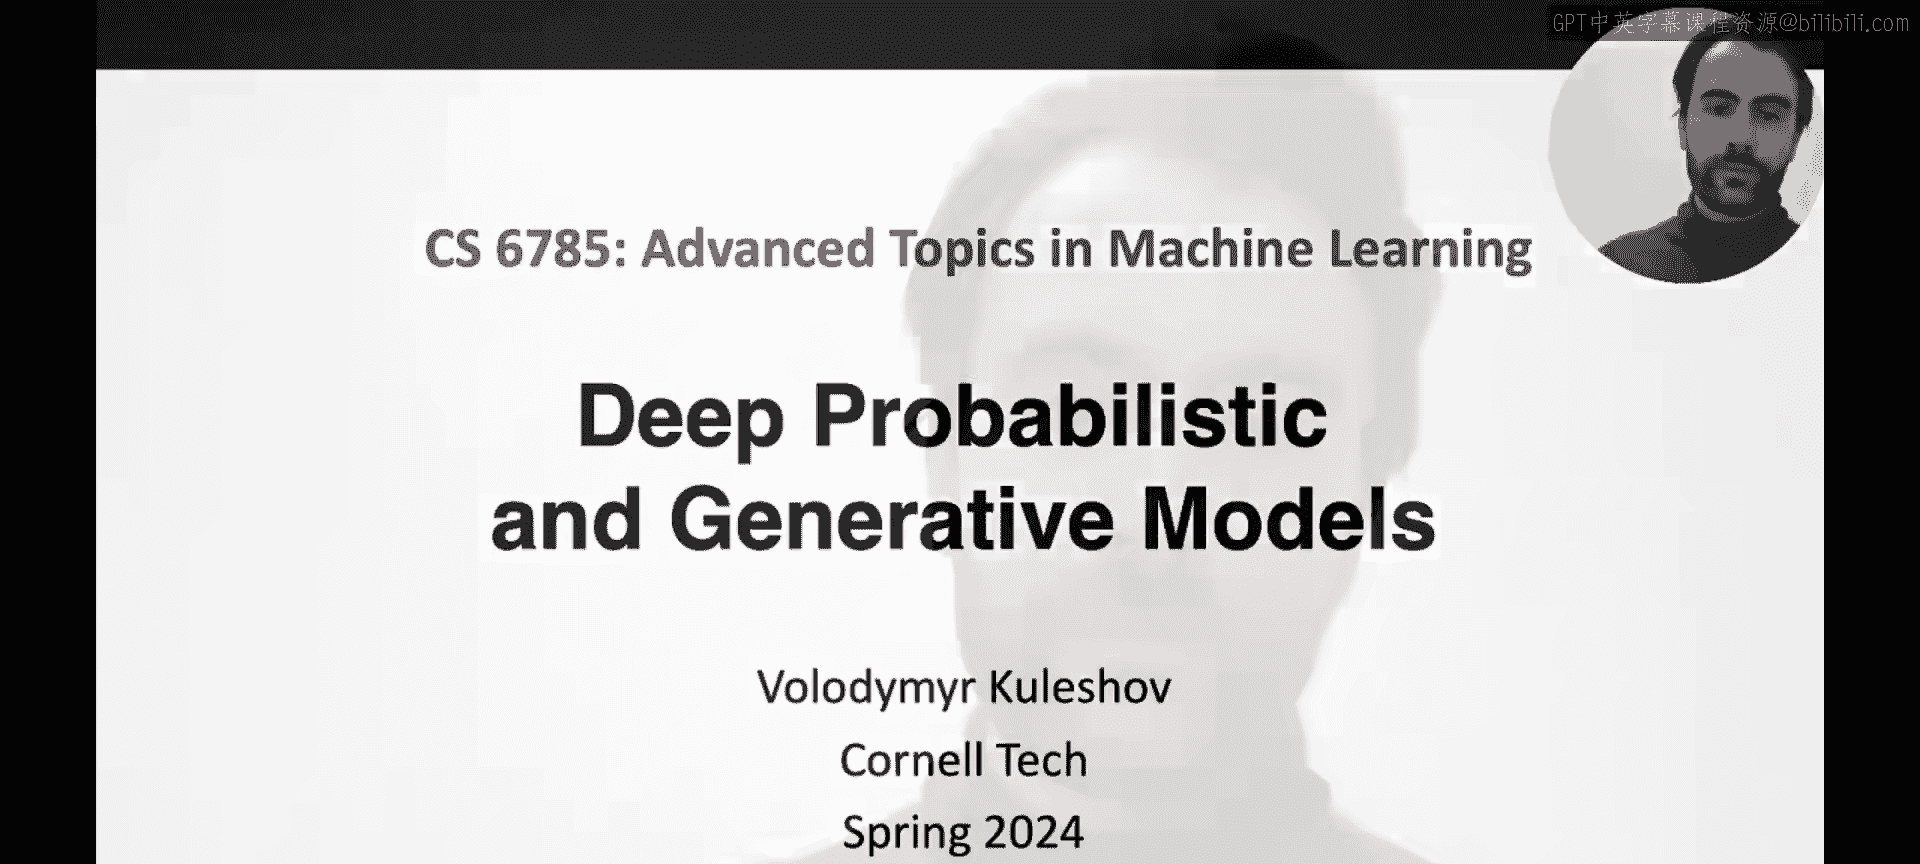 GPT中英字幕课程资源@bilibili.com
CS 6785: Advanced Topics in Machine Learning
Deep Probabilistic
and Generative Models
Volodymyr Kuleshov
Cornell Tech
Spring 2024